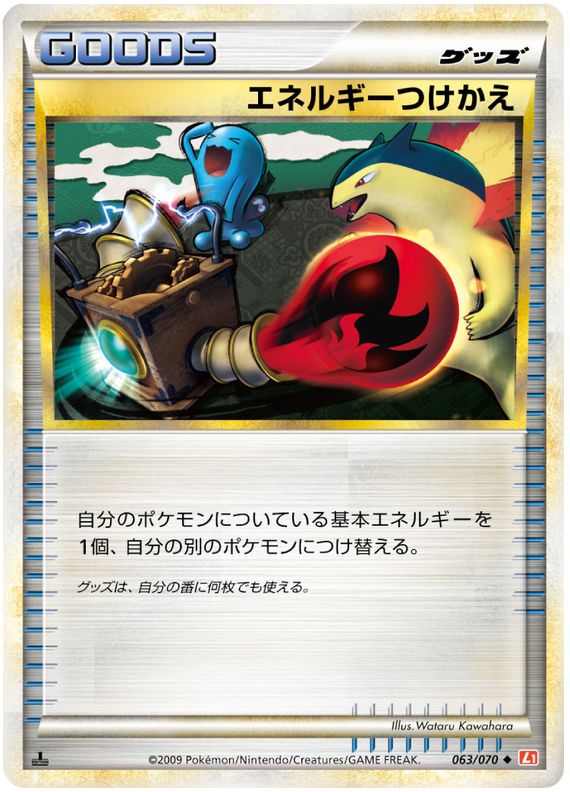 GOODS
グッズ
エネルギーつけかえ
自分のポケモンについている基本エネルギーを
1個、自分の別のポケモンにつけ替える。
グッズは、自分の番に何枚でも使える。
Illus. Wataru Kawahara
1
EDITION
©2009 Pokémon/Nintendo/Creatures/GAME FREAK.
063/070 ◆ L1